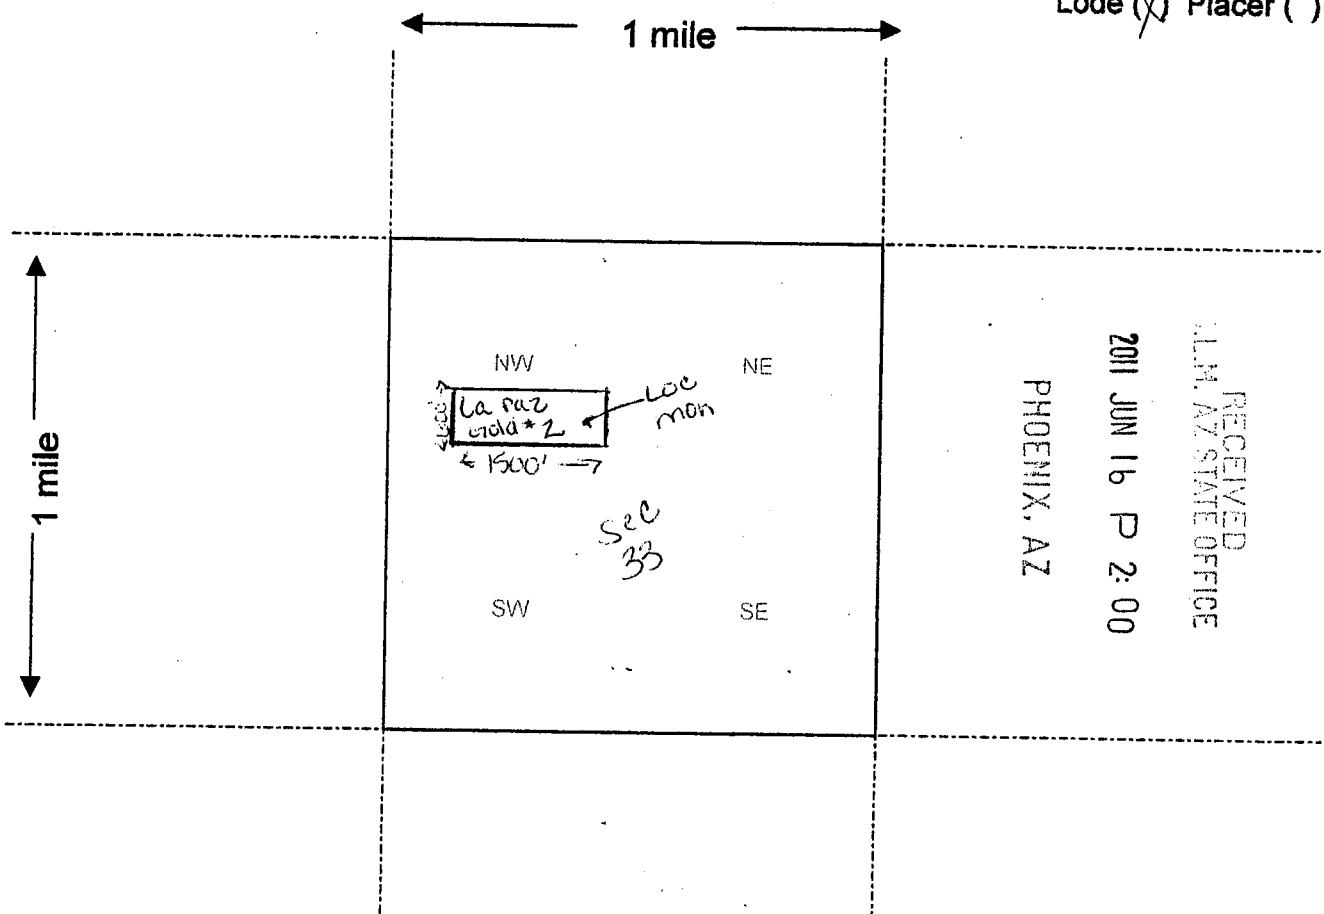 Lode (X) Placer ( )
1 mile
1 mile
NW
NE
La Paz
Gold #2
Loc
mon
600'
← 1500' →
Sec
33
SW
SE
RECEIVED
B.L.M. AZ STATE OFFICE
2011 JUN 16 P 2:00
PHOENIX, AZ